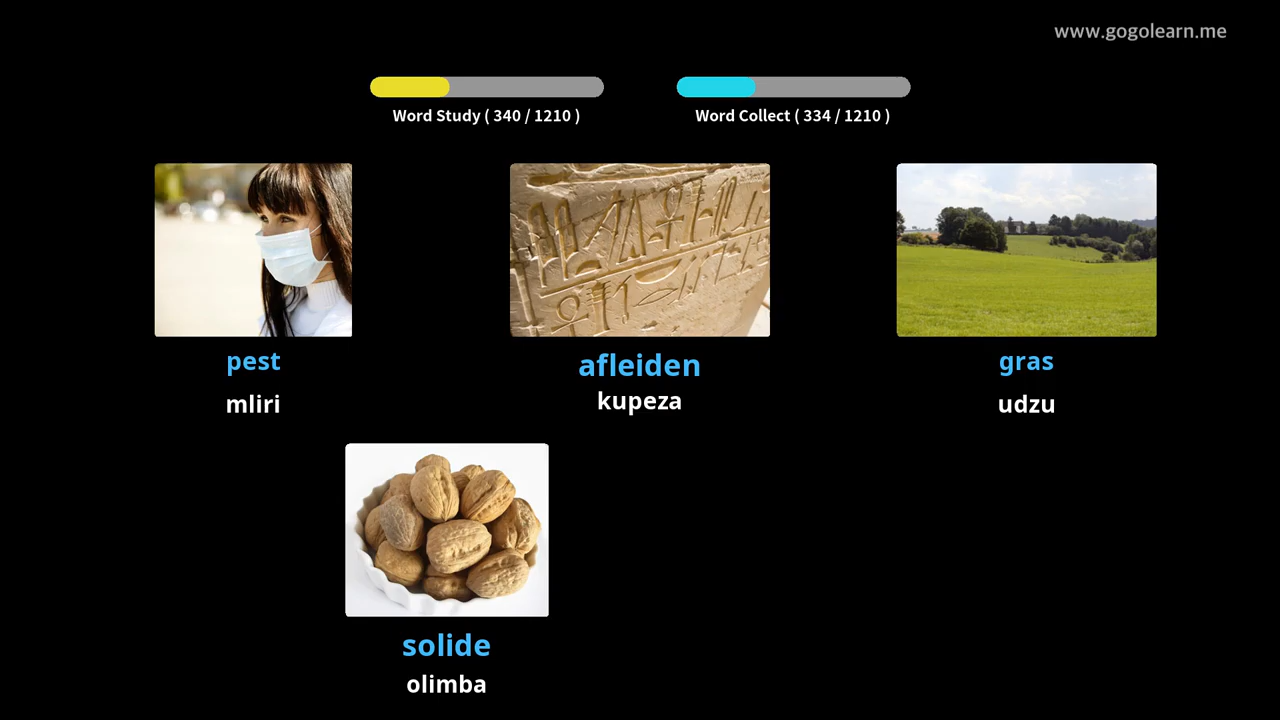 www.gogolearn.me
Word Study ( 340 / 1210 )
Word Collect ( 334 / 1210 )
pest
mliri
afleiden
kupeza
gras
udzu
solide
olimba